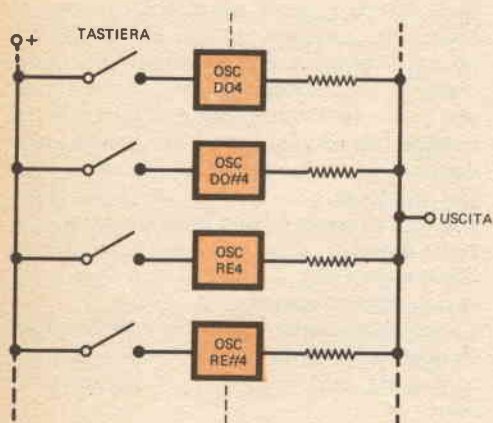 +
TASTIERA
OSC
DO4
OSC
DO#4
USCITA
OSC
RE4
OSC
RE#4